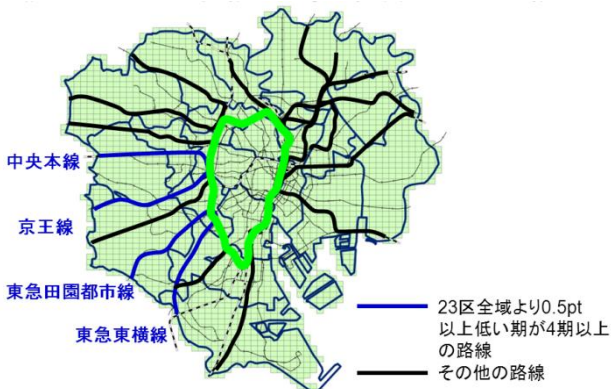 中央本線
京王線
東急田園都市線
東急東横線
23区全域より0.5pt
以上低い期が4期以上
の路線
その他の路線